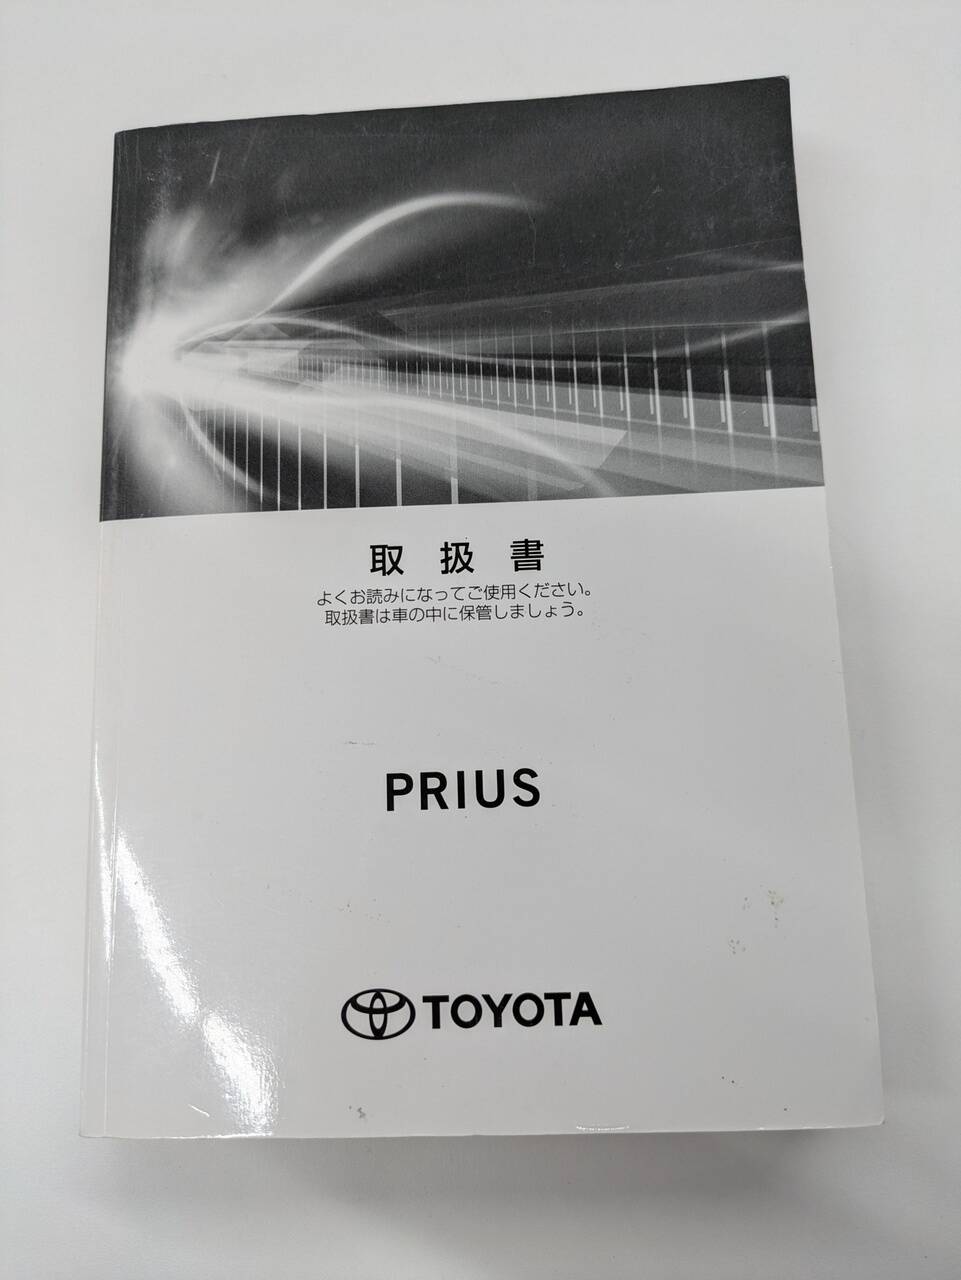 取扱書
よくお読みになってご使用ください。
取扱書は車の中に保管しましょう。
PRIUS
TOYOTA